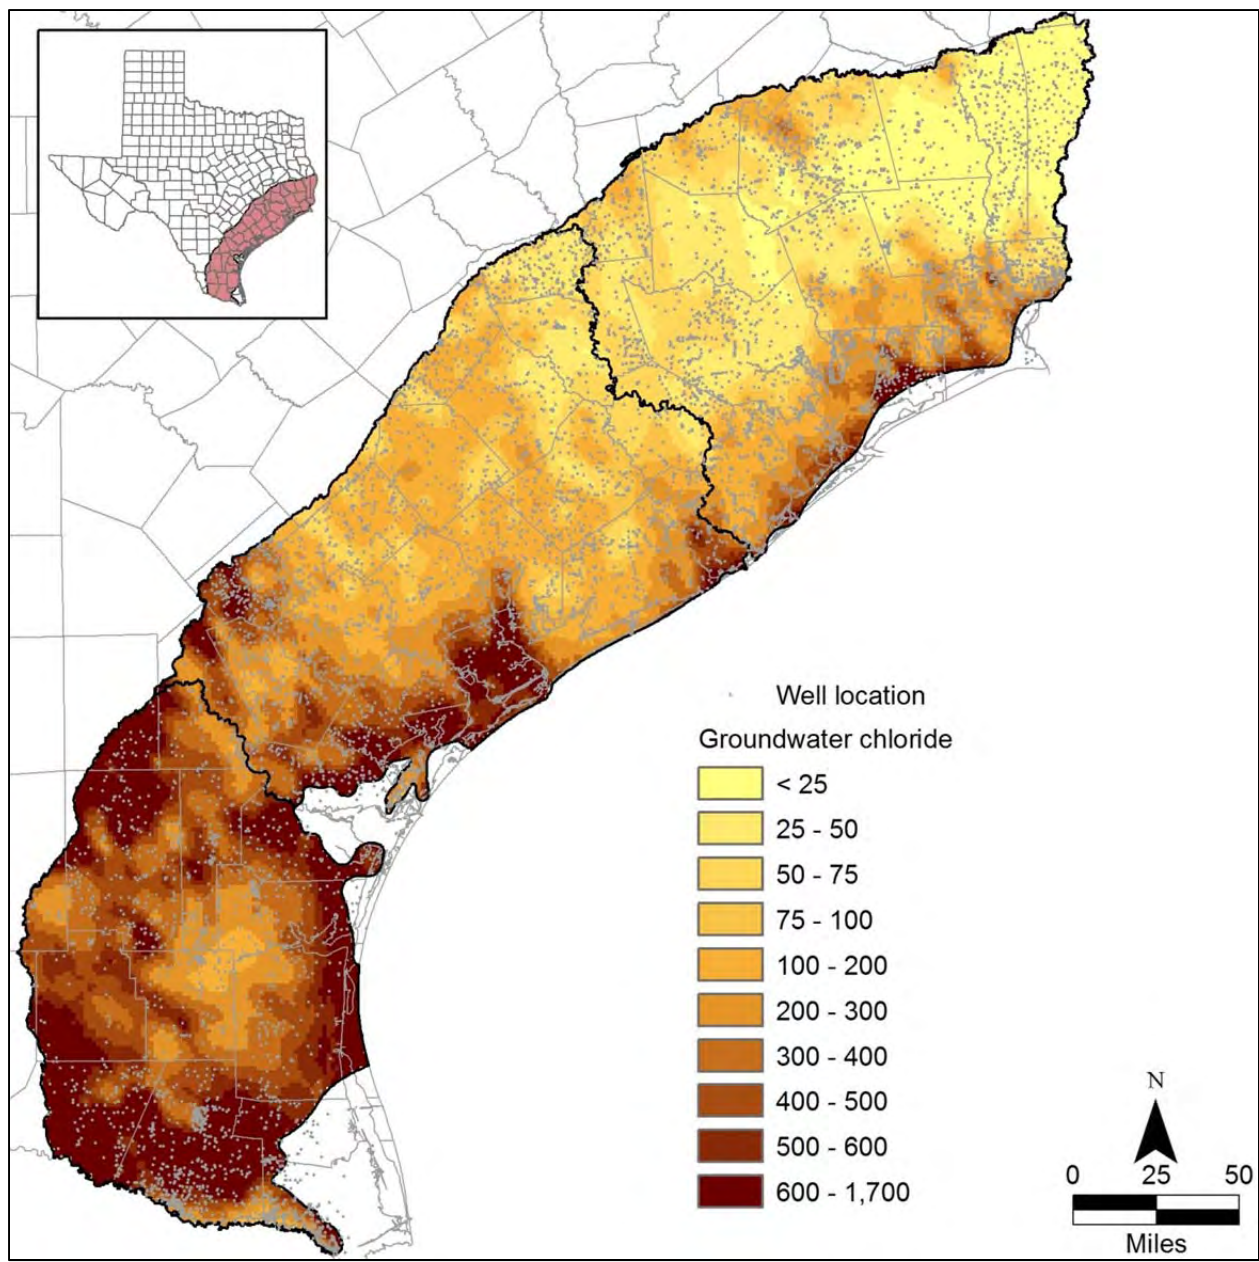 Well location
Groundwater chloride
< 25
25 - 50
50 - 75
75 - 100
100 - 200
200 - 300
300 - 400
400 - 500
500 - 600
600 - 1,700
N
0 25 50
Miles